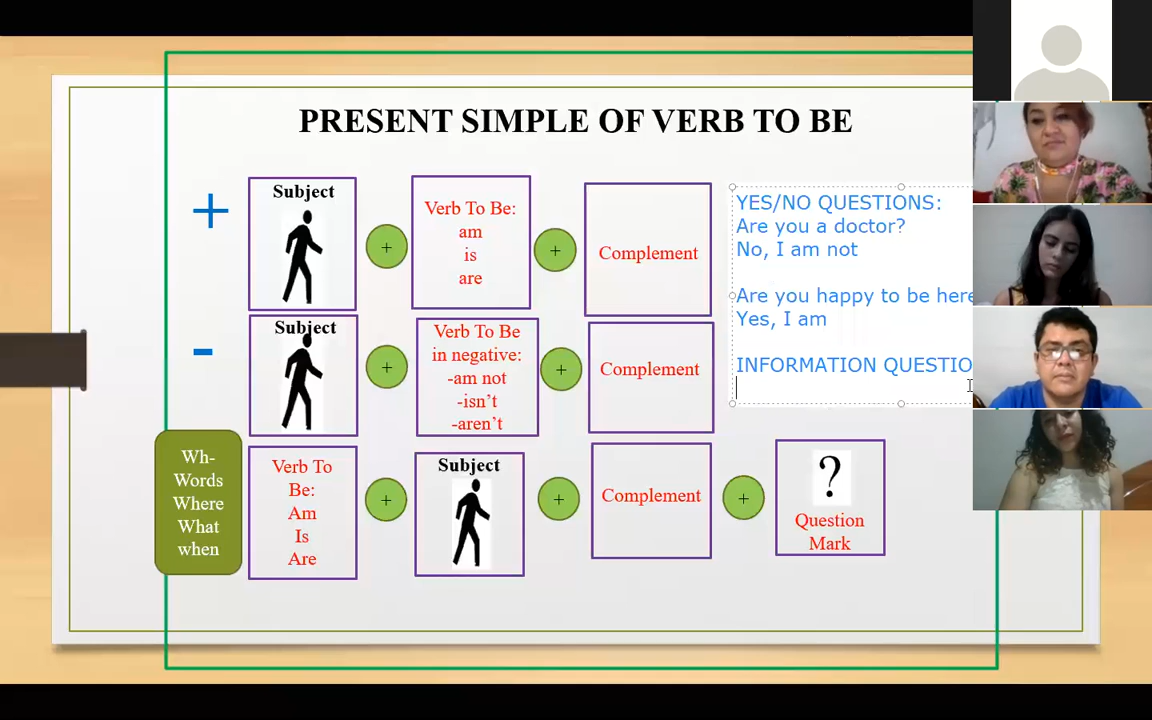 PRESENT SIMPLE OF VERB TO BE
+
Subject
+
Verb To Be:
am
is
are
+
Complement
YES/NO QUESTIONS:
Are you a doctor?
No, I am not
Are you happy to be here
Yes, I am
INFORMATION QUESTIO
-
Subject
+
Verb To Be
in negative:
-am not
-isn't
-aren't
+
Complement
Wh-
Words
Where
What
when
Verb To
Be:
Am
Is
Are
+
Subject
+
Complement
+
?
Question
Mark